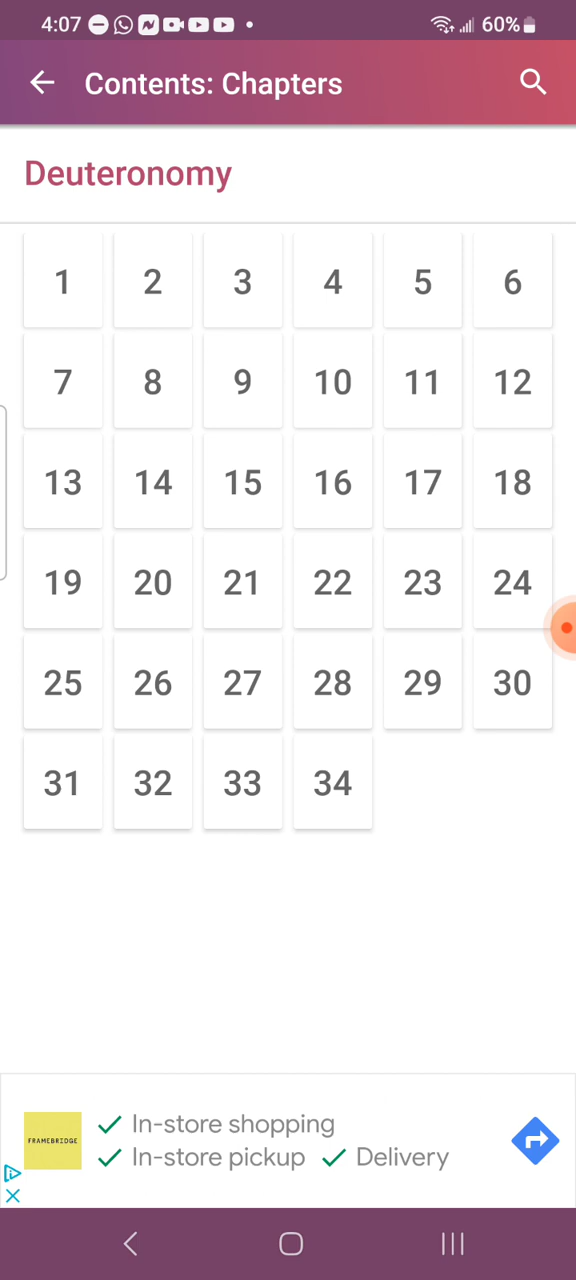 4:07 60%
Contents: Chapters
Deuteronomy
1 2 3 4 5 6
7 8 9 10 11 12
13 14 15 16 17 18
19 20 21 22 23 24
25 26 27 28 29 30
31 32 33 34
FRAMEBRIDGE
In-store shopping
In-store pickup Delivery